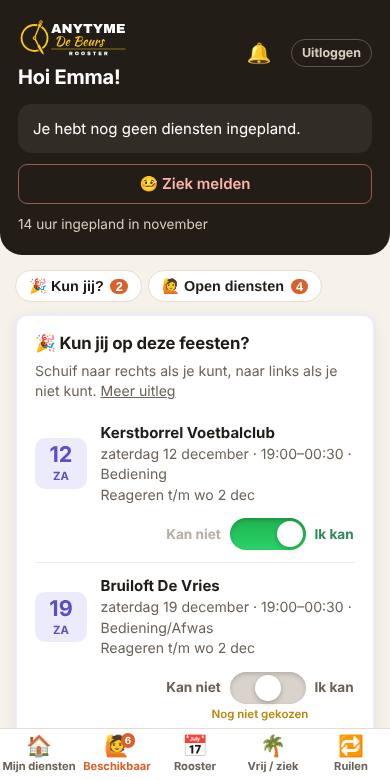 ANYTYME
De Beurs
ROOSTER
Uitloggen
Hoi Emma!
Je hebt nog geen diensten ingepland.
Ziek melden
14 uur ingepland in november
Kun jij? 2
Open diensten 4
Kun jij op deze feesten?
Schuif naar rechts als je kunt, naar links als je
niet kunt. Meer uitleg
12
ZA
Kerstborrel Voetbalclub
zaterdag 12 december · 19:00–00:30 ·
Bediening
Reageren t/m wo 2 dec
Kan niet
Ik kan
19
ZA
Bruiloft De Vries
zaterdag 19 december · 19:00–00:30 ·
Bediening/Afwas
Reageren t/m wo 2 dec
Kan niet
Ik kan
Nog niet gekozen
Mijn diensten
6
Beschikbaar
Rooster
Vrij / ziek
Ruilen